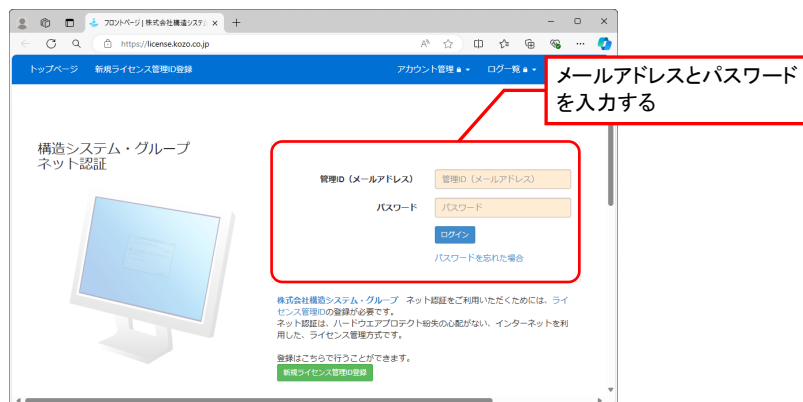 フロントページ | 株式会社構造システ
https://license.kozo.co.jp
トップページ 新規ライセンス管理ID登録 アカウント管理 ログ一覧
メールアドレスとパスワード
を入力する
構造システム・グループ
ネット認証
管理ID（メールアドレス） 管理ID（メールアドレス）
パスワード パスワード
ログイン
パスワードを忘れた場合
株式会社構造システム・グループ ネット認証をご利用いただくためには、ライ
センス管理IDの登録が必要です。
ネット認証は、ハードウエアプロテクト紛失の心配がない、インターネットを利
用した、ライセンス管理方式です。
登録はこちらで行うことができます。
新規ライセンス管理ID登録